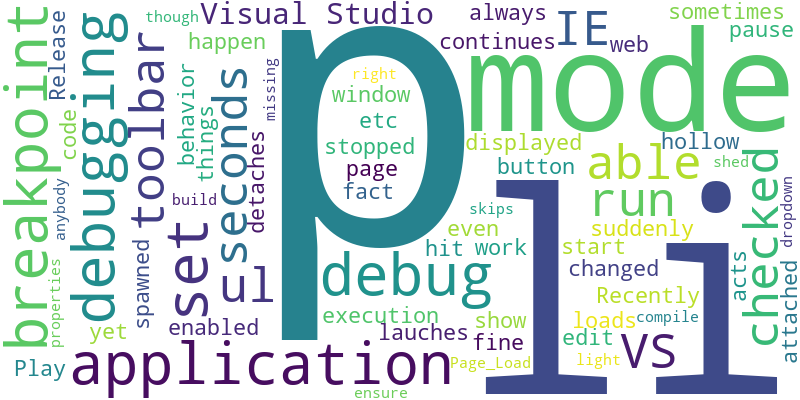 though
Visual Studio
always
sometimes
happen
continues
IE
web
pause
Release
breakpoint
debugging
toolbar
behavior
things
seconds
missing
right
window
etc
stopped
page
fact
p
mode
displayed
hollow
button
able
shed
code
anybody
set
build
detaches
skips
li
run
checked
dropdown
even
suddenly
hit
work
start
spawned
ul
debug
changed
acts
attached
properties
yet
enabled
execution
show
Recently
loads
compile
lauches
fine
edit
VS
Play
application
Page_Load
light
ensure